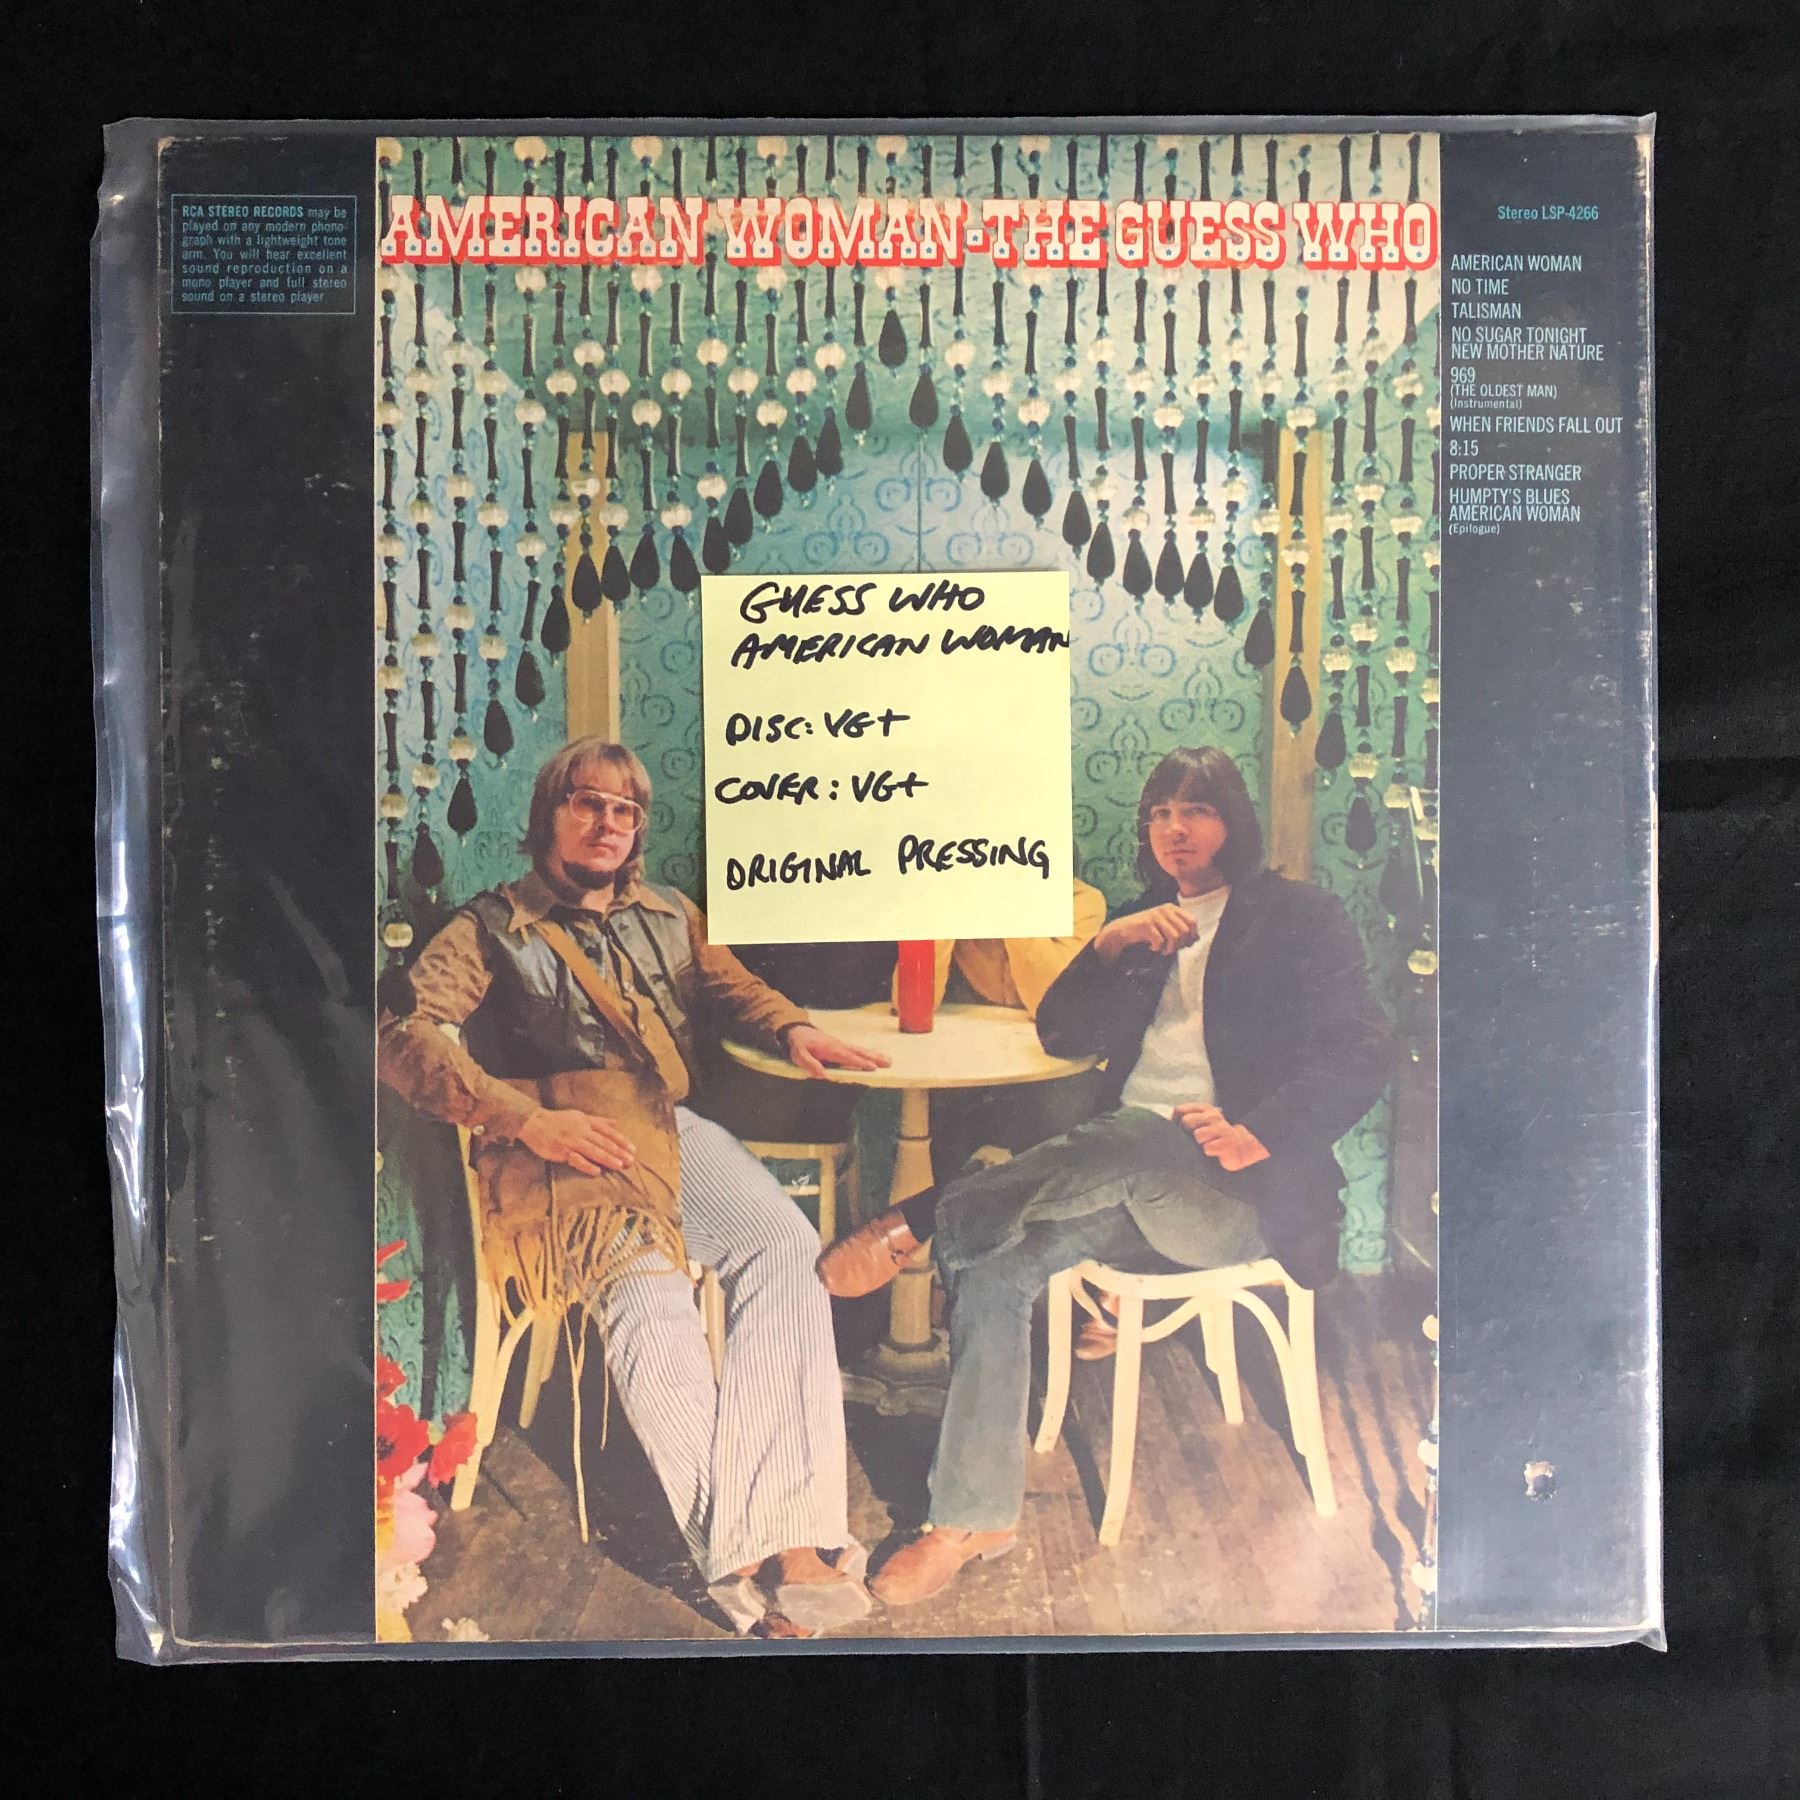 RCA STEREO RECORDS may be
played on any modern phono-
graph with a lightweight tone
arm. You will hear excellent
sound reproduction on a
mono player and full stereo
sound on a stereo player.
AMERICAN WOMAN-THE GUESS WHO
Stereo LSP-4266
AMERICAN WOMAN
NO TIME
TALISMAN
NO SUGAR TONIGHT
NEW MOTHER NATURE
969
(THE OLDEST MAN)
(Instrumental)
WHEN FRIENDS FALL OUT
8:15
PROPER STRANGER
HUMPTY'S BLUES
AMERICAN WOMAN
(Epilogue)
GUESS WHO
AMERICAN WOMAN
DISC: VG+
COVER: VG+
ORIGINAL PRESSING